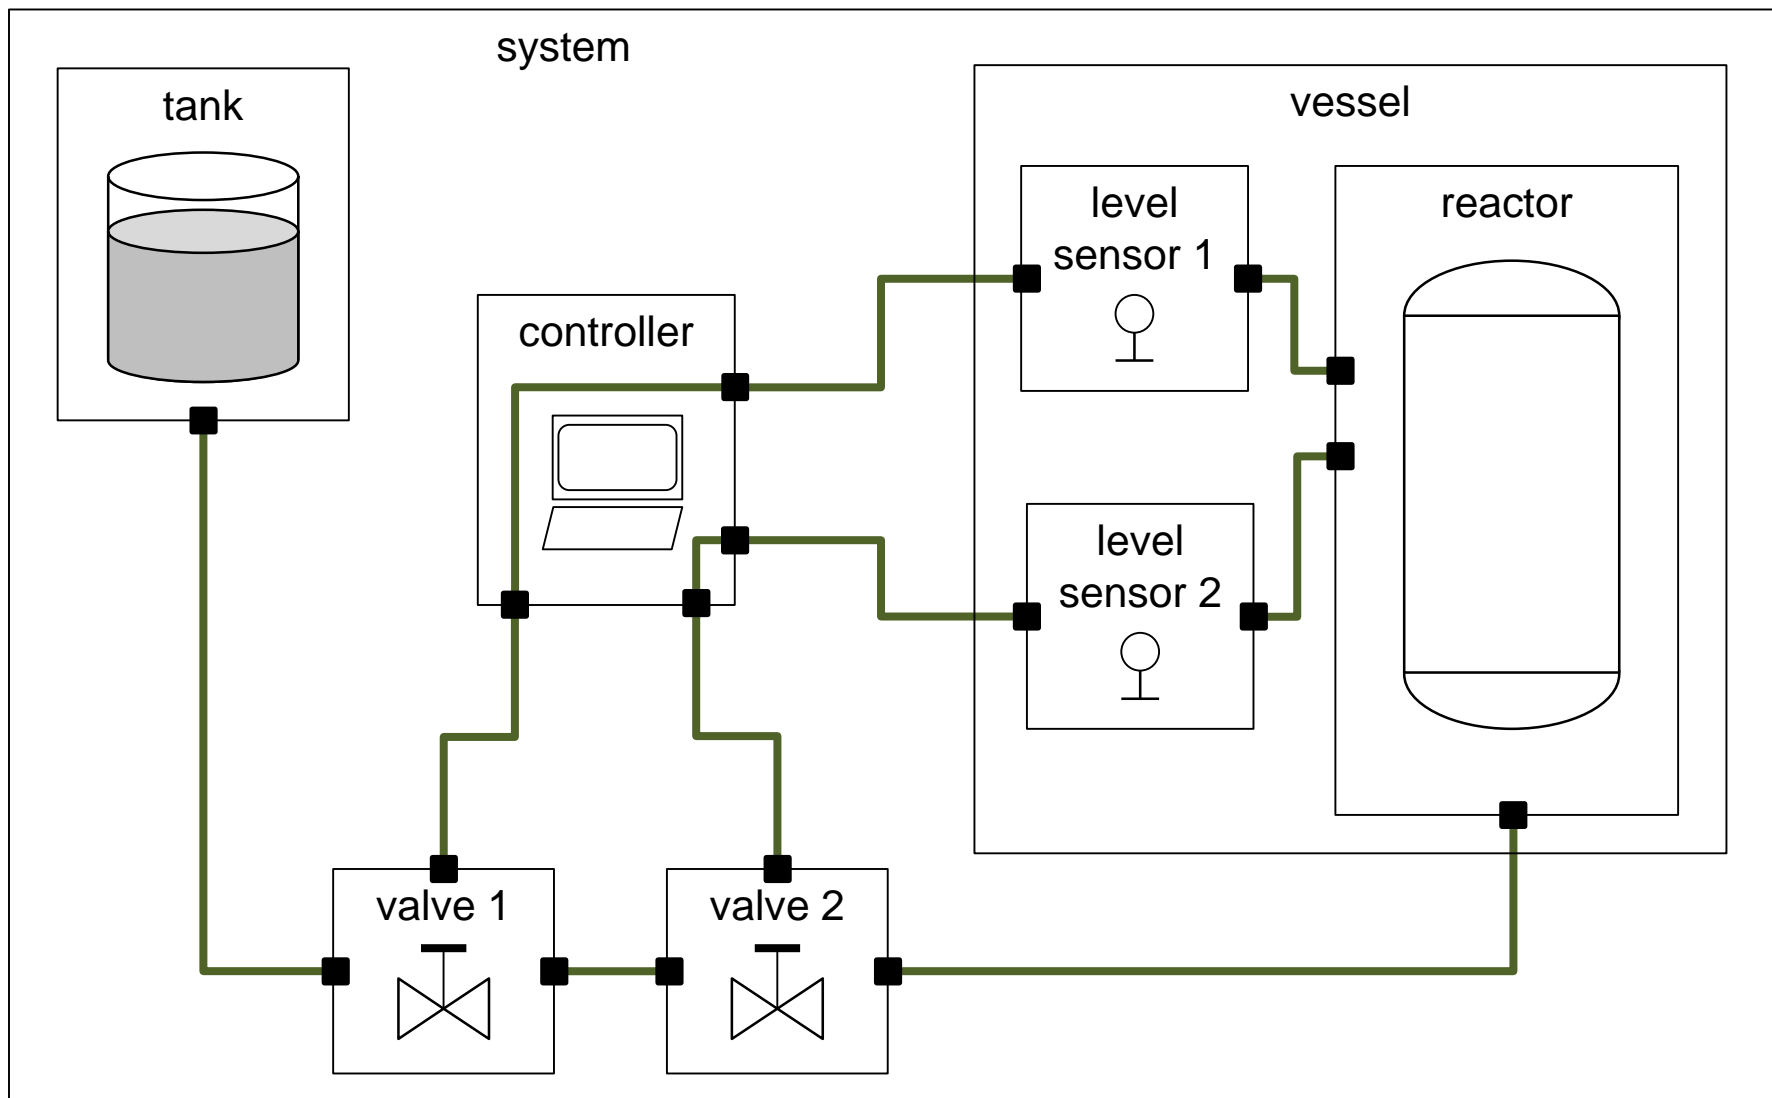 system
tank
vessel
level
sensor 1
reactor
controller
level
sensor 2
valve 1
valve 2